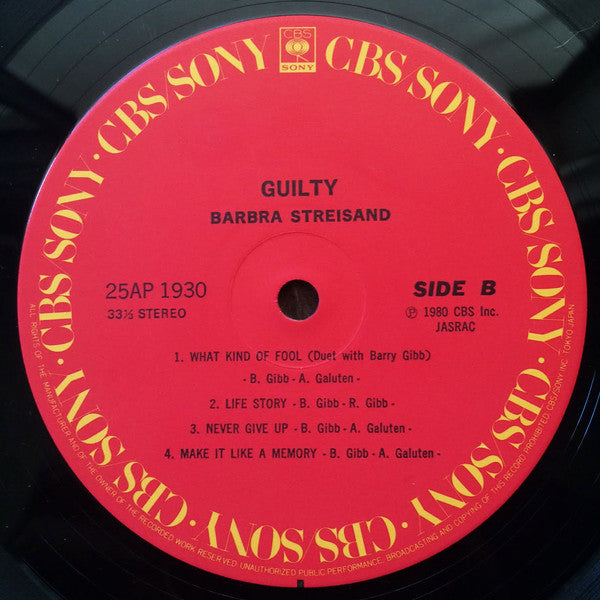 CBS
SONY
CBS/SONY · CBS/SONY · CBS/SONY · CBS/SONY · CBS/SONY · CBS/SONY · CBS/SONY · CBS/SONY
GUILTY
BARBRA STREISAND
25AP 1930
33⅓ STEREO
SIDE B
Ⓟ 1980 CBS Inc.
JASRAC
1. WHAT KIND OF FOOL (Duet with Barry Gibb)
- B. Gibb - A. Galuten -
2. LIFE STORY - B. Gibb - R. Gibb -
3. NEVER GIVE UP - B. Gibb - A. Galuten -
4. MAKE IT LIKE A MEMORY - B. Gibb - A. Galuten -
ALL RIGHTS OF THE MANUFACTURER AND OF THE OWNER OF THE RECORDED WORK RESERVED UNAUTHORIZED PUBLIC PERFORMANCE, BROADCASTING AND COPYING OF THIS RECORD PROHIBITED. CBS/SONY INC. TOKYO JAPAN